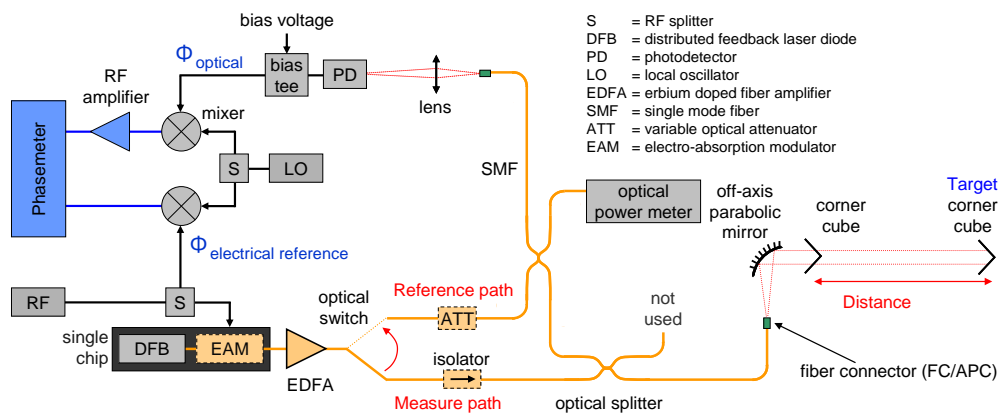 bias voltage
Φoptical
bias
tee
PD
lens
RF
amplifier
mixer
Phasemeter
S
LO
Φelectrical reference
RF
S
single
chip
DFB
EAM
EDFA
optical
switch
Reference path
ATT
isolator
Measure path
SMF
optical
power meter
not
used
optical splitter
off-axis
parabolic
mirror
corner
cube
Target
corner
cube
Distance
fiber connector (FC/APC)
S = RF splitter
DFB = distributed feedback laser diode
PD = photodetector
LO = local oscillator
EDFA = erbium doped fiber amplifier
SMF = single mode fiber
ATT = variable optical attenuator
EAM = electro-absorption modulator